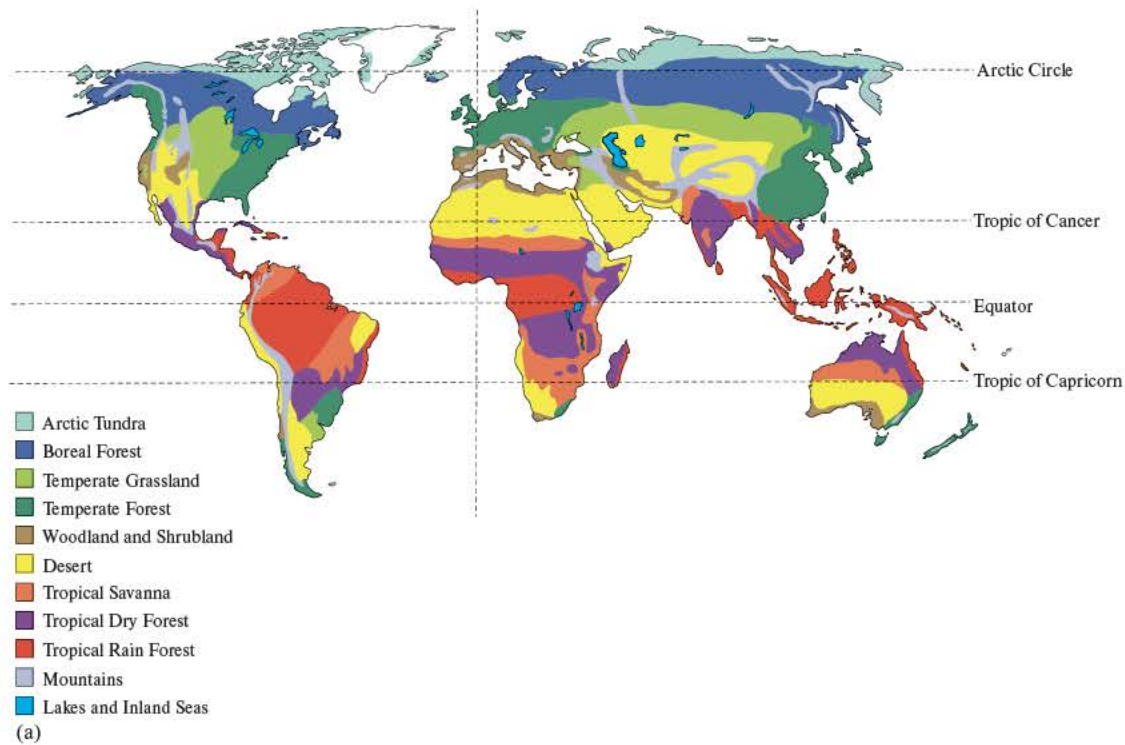 Arctic Circle
Tropic of Cancer
Equator
Tropic of Capricorn
Arctic Tundra
Boreal Forest
Temperate Grassland
Temperate Forest
Woodland and Shrubland
Desert
Tropical Savanna
Tropical Dry Forest
Tropical Rain Forest
Mountains
Lakes and Inland Seas
(a)